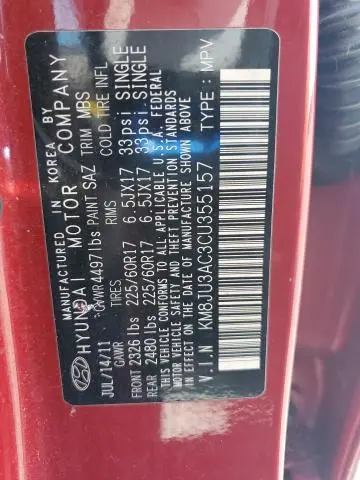 MANUFACTURED IN KOREA BY
HYUNDAI MOTOR COMPANY
JUL/14/11 GVWR 4497 lbs PAINT SAZ TRIM MBS
GAWR TIRES RIMS COLD TIRE INFL
FRONT 2326 lbs 225/60R17 6.5JX17 33psi SINGLE
REAR 2480 lbs 225/60R17 6.5JX17 33psi SINGLE
THIS VEHICLE CONFORMS TO ALL APPLICABLE U.S.A. FEDERAL
MOTOR VEHICLE SAFETY, BUMPER, AND THEFT PREVENTION STANDARDS
IN EFFECT ON THE DATE OF MANUFACTURE SHOWN ABOVE.
V.I.N : KM8JU3AC3CU355157 TYPE : MPV